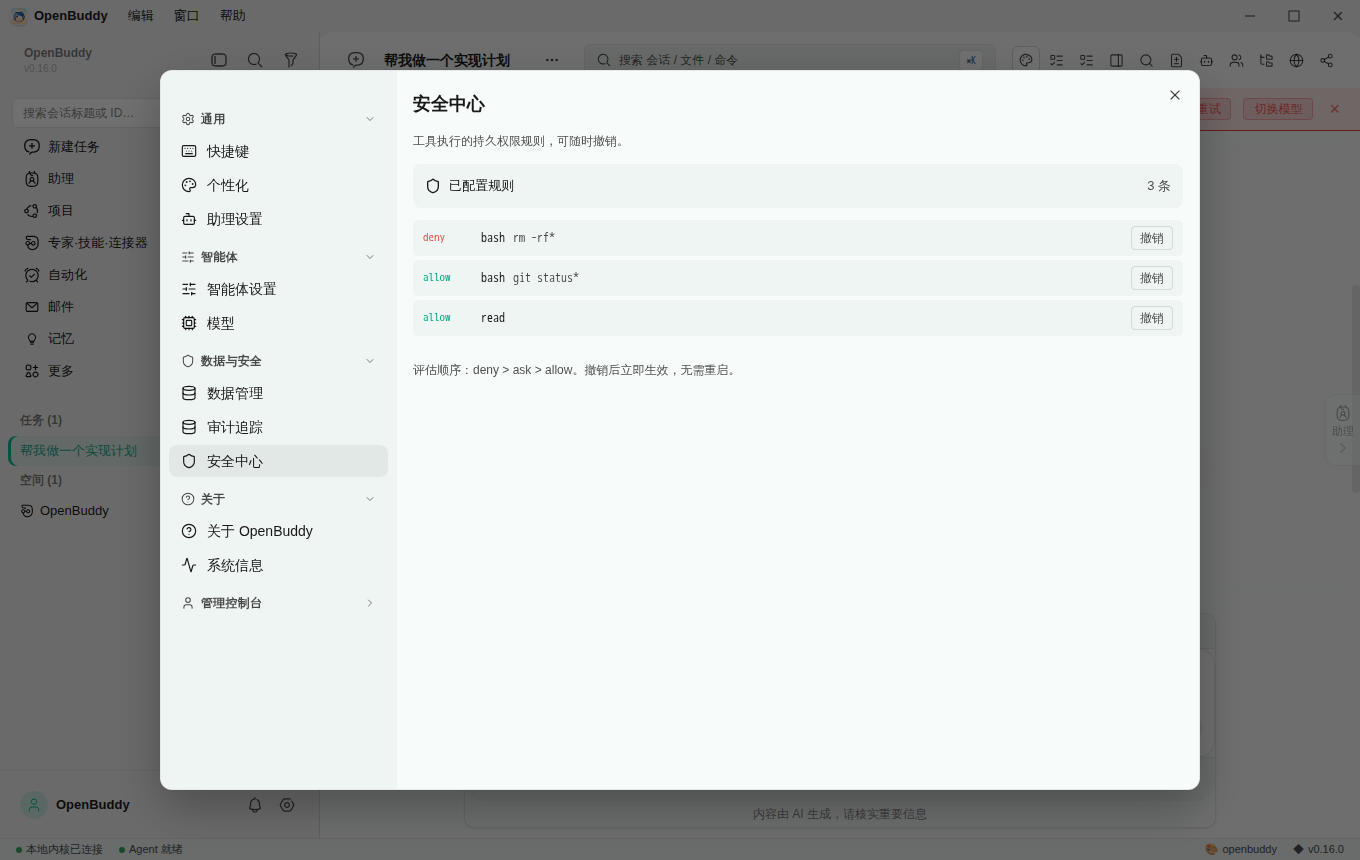 OpenBuddy 编辑 窗口 帮助
OpenBuddy
v0.16.0
帮我做一个实现计划
搜索 会话 / 文件 / 命令
⌘K
搜索会话标题或 ID…
重试 切换模型
新建任务
助理
项目
专家·技能·连接器
自动化
邮件
记忆
更多
任务 (1)
帮我做一个实现计划
空间 (1)
OpenBuddy
OpenBuddy
通用
快捷键
个性化
助理设置
智能体
智能体设置
模型
数据与安全
数据管理
审计追踪
安全中心
关于
关于 OpenBuddy
系统信息
管理控制台
安全中心
工具执行的持久权限规则，可随时撤销。
已配置规则 3 条
deny bash rm -rf* 撤销
allow bash git status* 撤销
allow read 撤销
评估顺序：deny > ask > allow。撤销后立即生效，无需重启。
助理
内容由 AI 生成，请核实重要信息
本地内核已连接 Agent 就绪 openbuddy v0.16.0